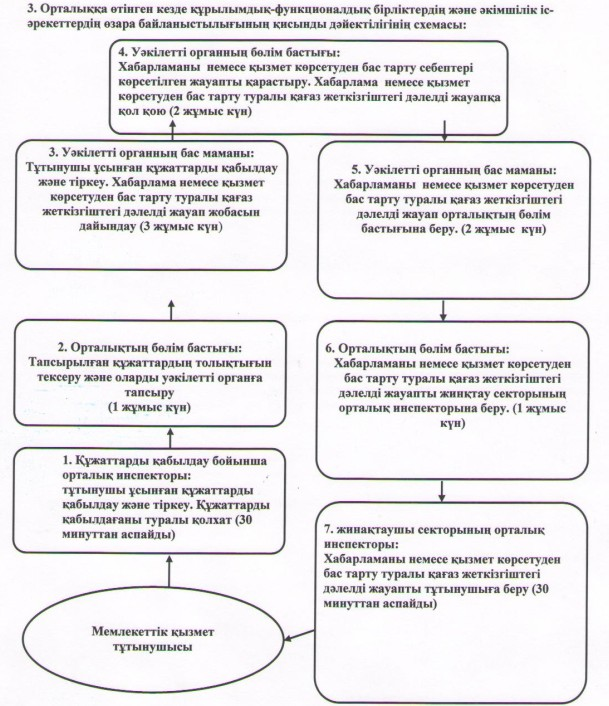 3. Орталыққа өтінген кезде құрылымдық-функционалдық бірліктердің және әкімшілік іс-
әрекеттердің өзара байланыстылығының қисынды дәйектілігінің схемасы:
4. Уәкілетті органның бөлім бастығы:
Хабарламаны немесе қызмет көрсетуден бас тарту себептері
көрсетілген жауапты қарастыру. Хабарлама немесе қызмет
көрсетуден бас тарту туралы қағаз жеткізгіштегі дәлелді жауапқа
қол қою (2 жұмыс күн)
3. Уәкілетті органның бас маманы:
Тұтынушы ұсынған құжаттарды қабылдау
және тіркеу. Хабарлама немесе қызмет
көрсетуден бас тарту туралы қағаз
жеткізгіштегі дәлелді жауап жобасын
дайындау (3 жұмыс күн)
5. Уәкілетті органның бас маманы:
Хабарламаны немесе қызмет көрсетуден
бас тарту туралы қағаз жеткізгіштегі
дәлелді жауап орталықтың бөлім
бастығына беру. (2 жұмыс күн)
2. Орталықтың бөлім бастығы:
Тапсырылған құжаттардың толықтығын
тексеру және оларды уәкілетті органға
тапсыру
(1 жұмыс күн)
6. Орталықтың бөлім бастығы:
Хабарламаны немесе қызмет көрсетуден
бас тарту туралы қағаз жеткізгіштегі
дәлелді жауапты жинқтау секторының
орталық инспекторына беру. (1 жұмыс
күн)
1. Құжаттарды қабылдау бойынша
орталық инспекторы:
тұтынушы ұсынған құжаттарды
қабылдау және тіркеу. Құжаттарды
қабылдағаны туралы қолхат (30
минуттан аспайды)
7. жинақтаушы секторының орталық
инспекторы:
Хабарламаны немесе қызмет көрсетуден
бас тарту туралы қағаз жеткізгіштегі
дәлелді жауапты тұтынушыға беру (30
минуттан аспайды)
Мемлекеттік қызмет
тұтынушысы